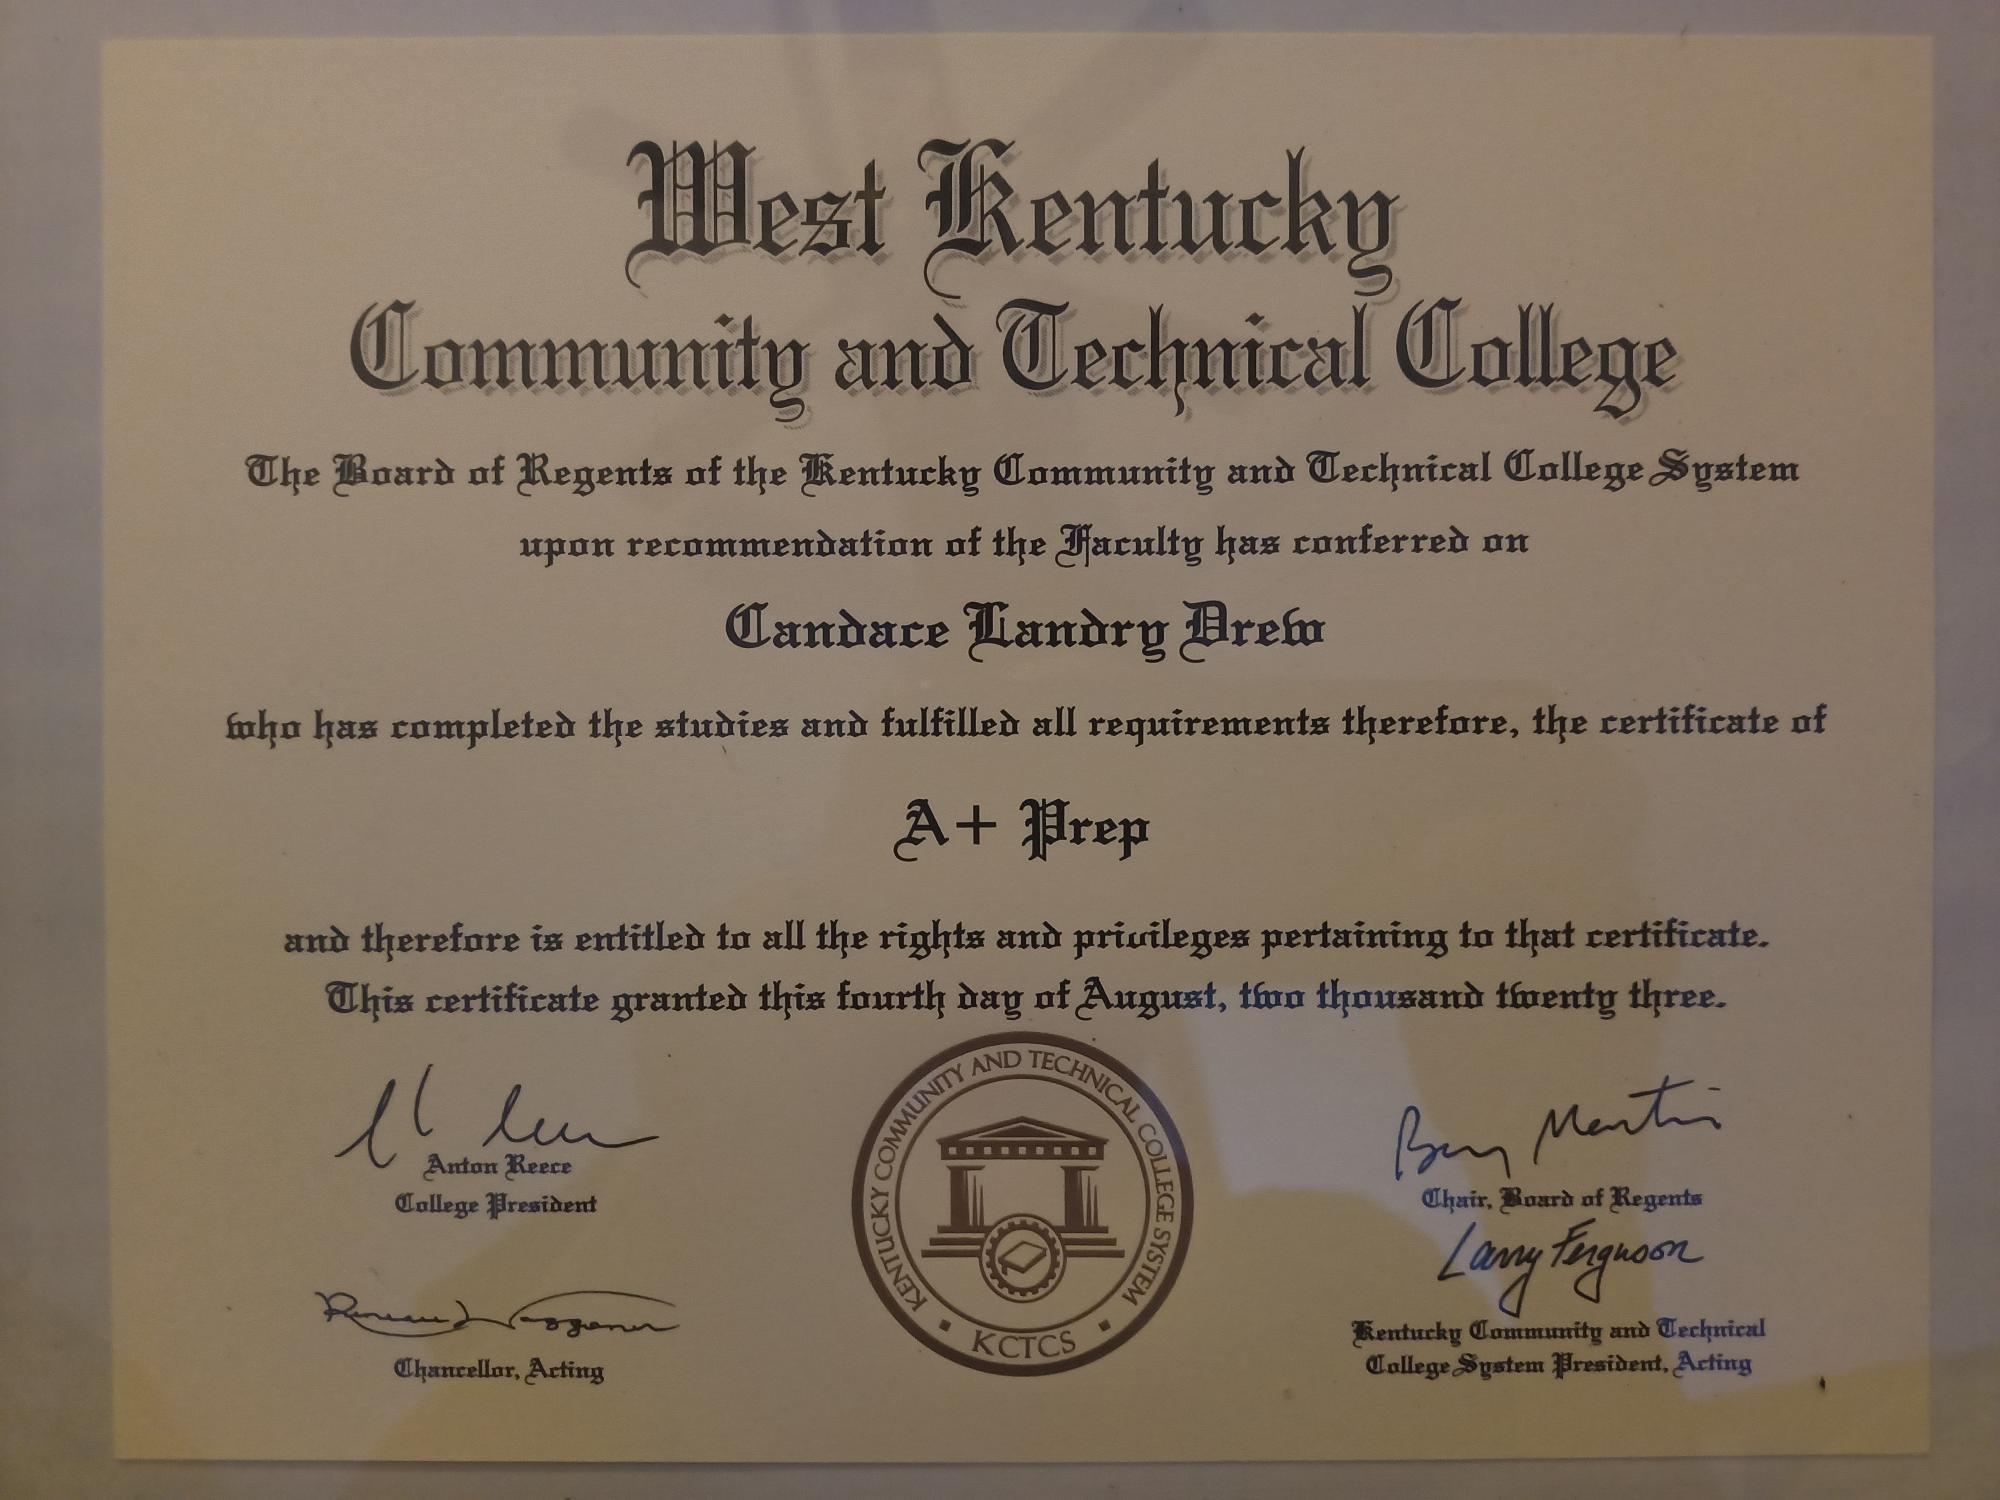 West Kentucky
Community and Technical College
The Board of Regents of the Kentucky Community and Technical College System
upon recommendation of the Faculty has conferred on
Candace Landry Drew
who has completed the studies and fulfilled all requirements therefore, the certificate of
A+ Prep
and therefore is entitled to all the rights and privileges pertaining to that certificate.
This certificate granted this fourth day of August, two thousand twenty three.
Anton Reece
College President
Chancellor, Acting
KENTUCKY COMMUNITY AND TECHNICAL COLLEGE SYSTEM
KCTCS
Barry Martin
Chair, Board of Regents
Larry Ferguson
Kentucky Community and Technical
College System President, Acting